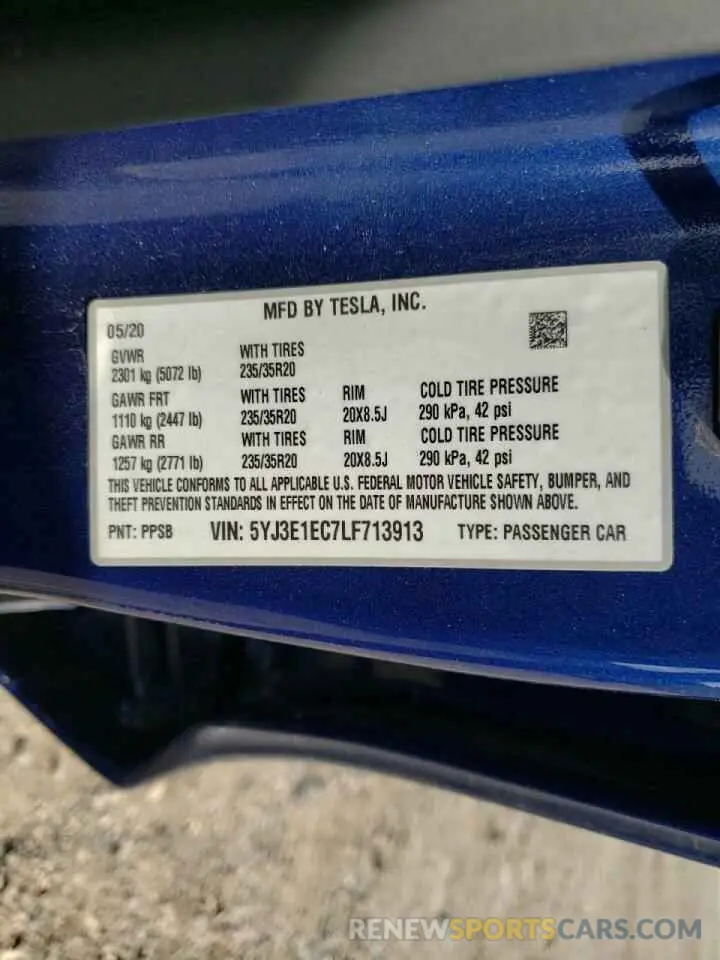 MFD BY TESLA, INC.
05/20
GVWR WITH TIRES
2301 kg (5072 lb) 235/35R20
GAWR FRT WITH TIRES RIM COLD TIRE PRESSURE
1110 kg (2447 lb) 235/35R20 20X8.5J 290 kPa, 42 psi
GAWR RR WITH TIRES RIM COLD TIRE PRESSURE
1257 kg (2771 lb) 235/35R20 20X8.5J 290 kPa, 42 psi
THIS VEHICLE CONFORMS TO ALL APPLICABLE U.S. FEDERAL MOTOR VEHICLE SAFETY, BUMPER, AND
THEFT PREVENTION STANDARDS IN EFFECT ON THE DATE OF MANUFACTURE SHOWN ABOVE.
PNT: PPSB VIN: 5YJ3E1EC7LF713913 TYPE: PASSENGER CAR
RENEWSPORTSCARS.COM